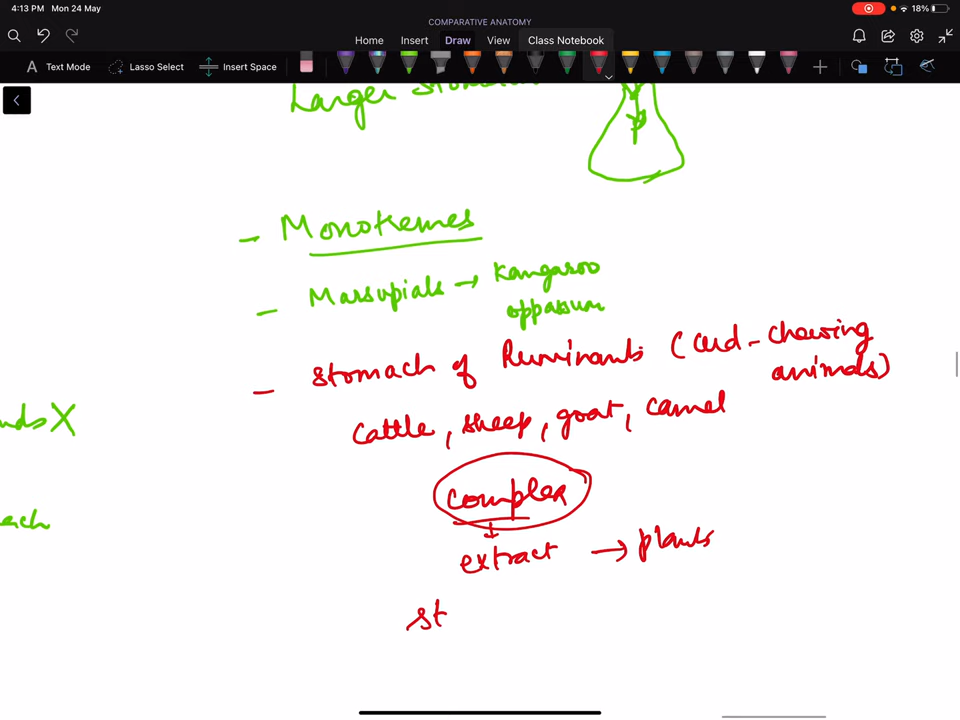 4:13 PM Mon 24 May
18%
COMPARATIVE ANATOMY
Home Insert Draw View Class Notebook
Text Mode Lasso Select Insert Space
Larger
- Monotremes
- Marsupials → Kangaroo
oppassum
- Stomach of Ruminants (Cud-chewing
animals)
cattle, sheep, goat, camel
complex
extract → plants
st